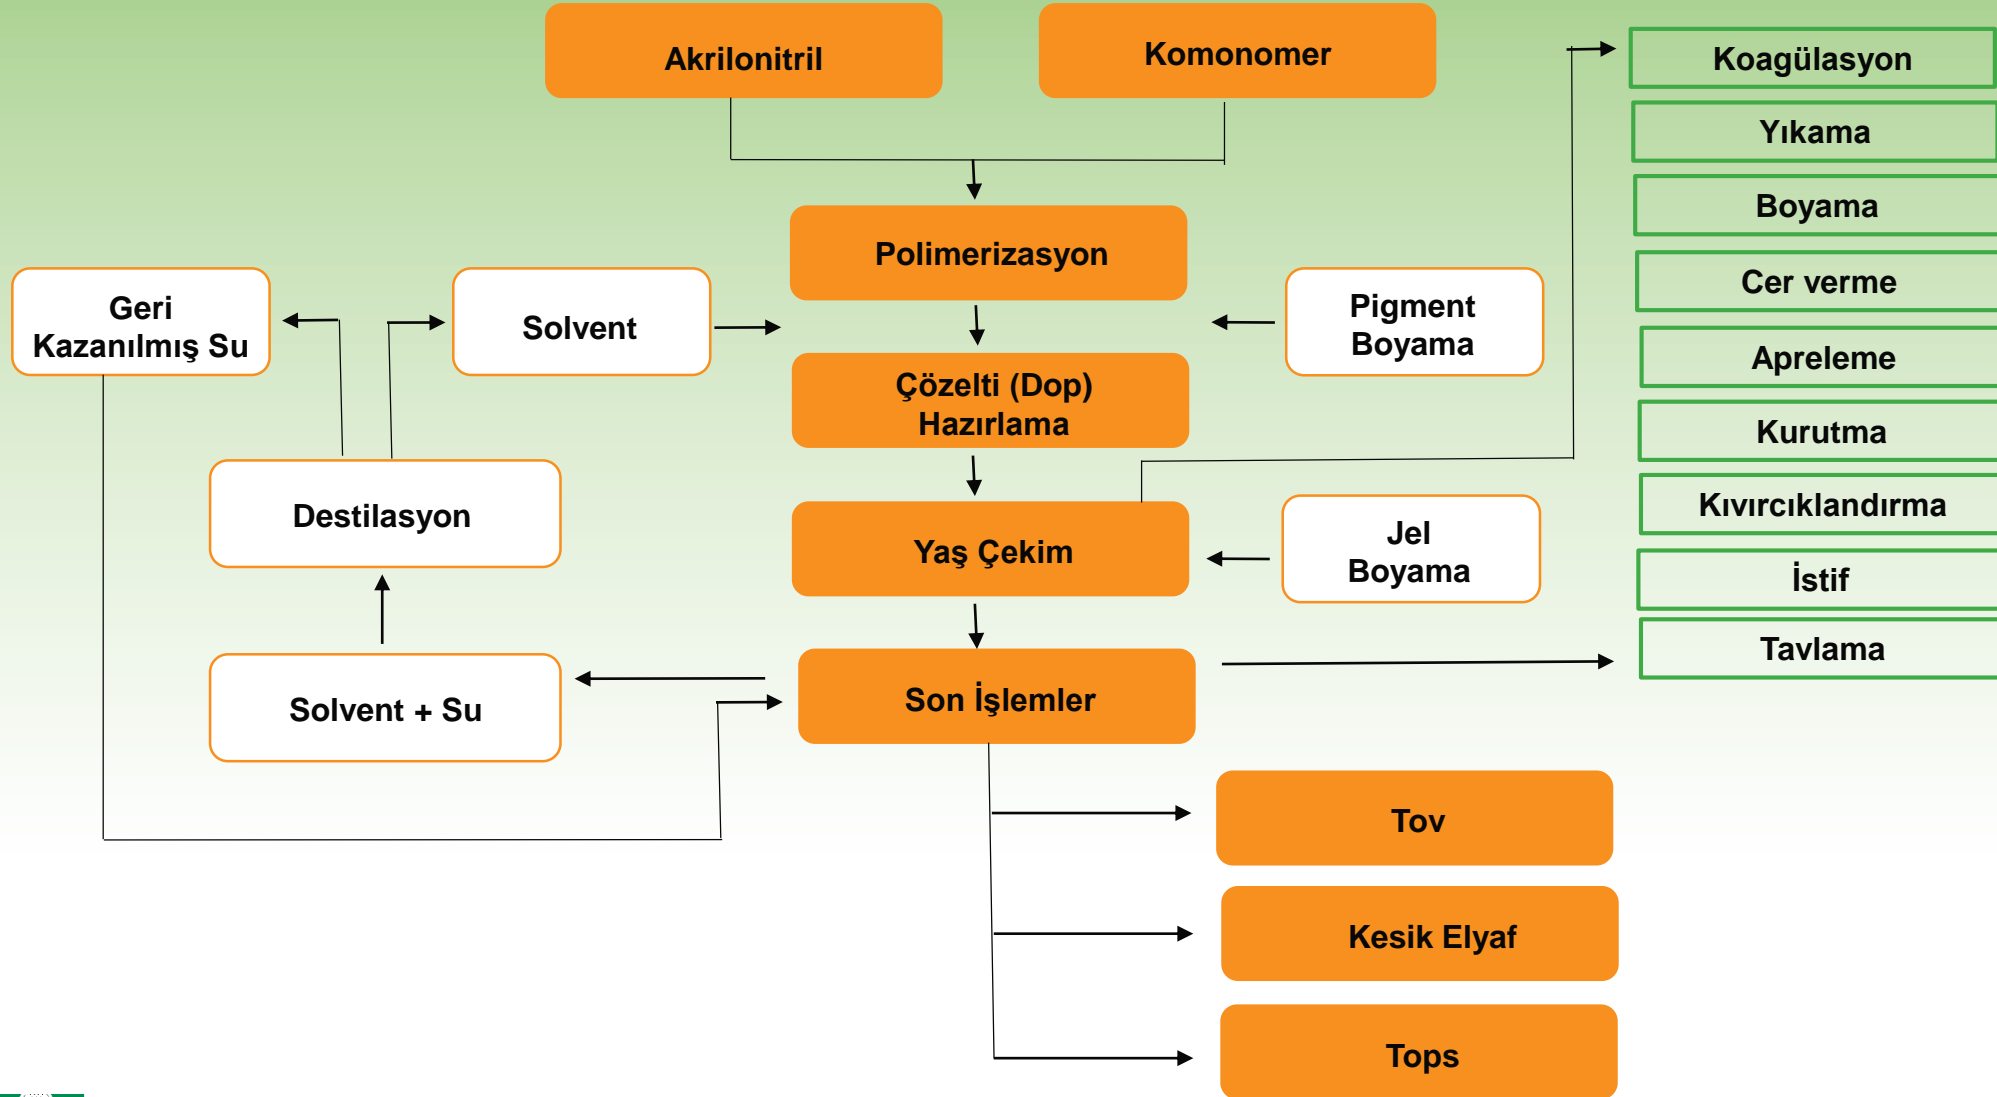 Akrilonitril
Komonomer
Polimerizasyon
Geri
Kazanılmış Su
Solvent
Pigment
Boyama
Çözelti (Dop)
Hazırlama
Destilasyon
Yaş Çekim
Jel
Boyama
Solvent + Su
Son İşlemler
Tov
Kesik Elyaf
Tops
Koagülasyon
Yıkama
Boyama
Cer verme
Apreleme
Kurutma
Kıvırcıklandırma
İstif
Tavlama